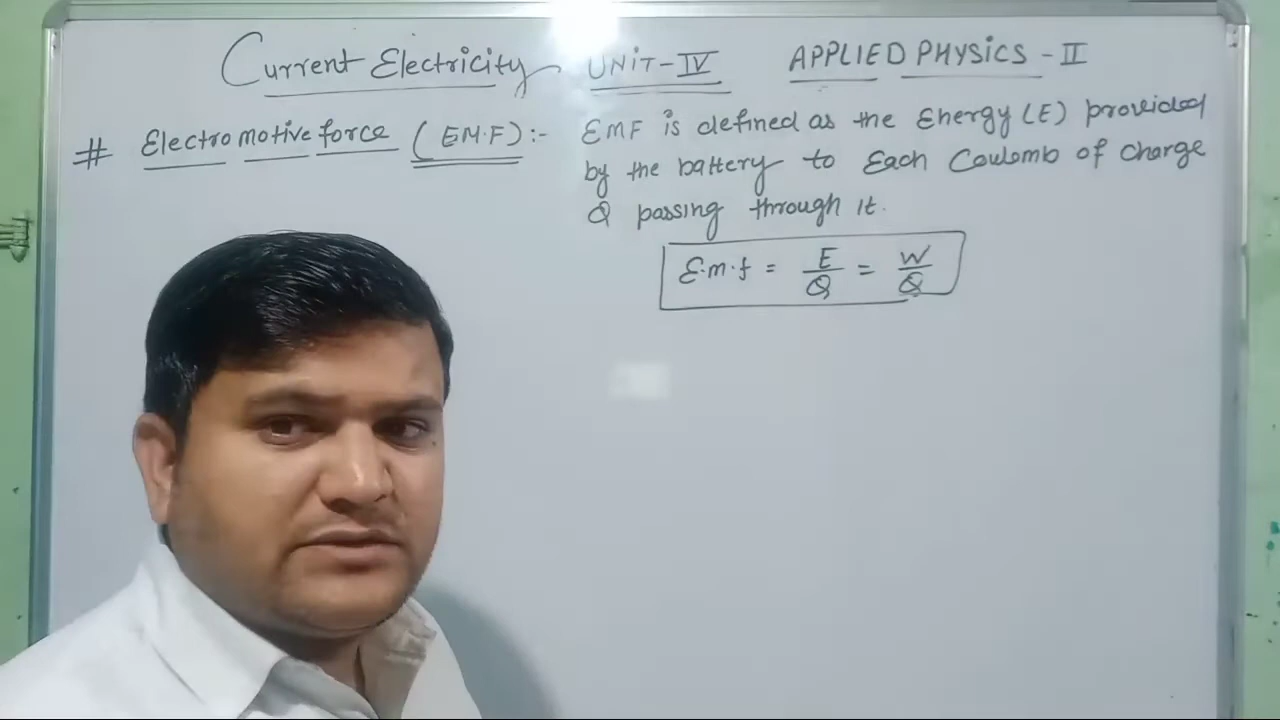 Current Electricity UNIT-IV APPLIED PHYSICS - II
# Electromotive force (E.M.F) :- EMF is defined as the Energy (E) provided
by the battery to Each Coulomb of charge
Q passing through it.
E.m.f = E/Q = W/Q